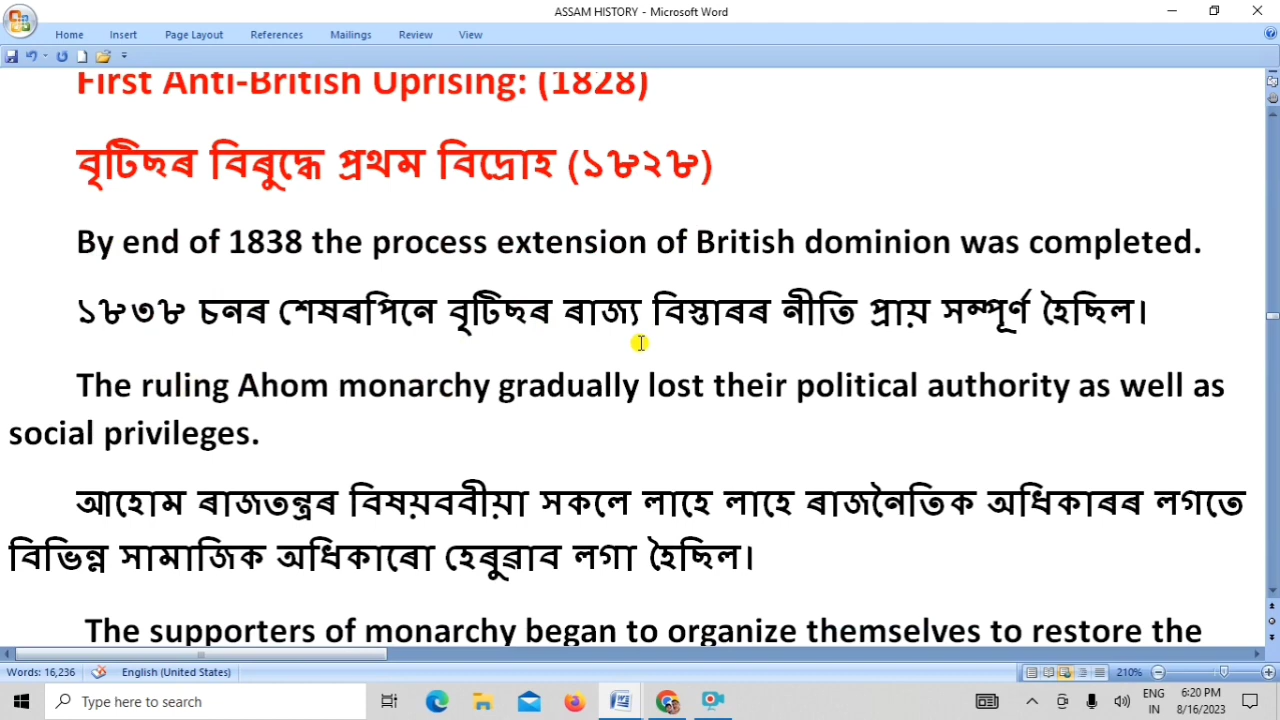 ASSAM HISTORY - Microsoft Word
Home Insert Page Layout References Mailings Review View
First Anti-British Uprising: (1828)
বৃটিছৰ বিৰুদ্ধে প্ৰথম বিদ্ৰোহ (১৮২৮)
By end of 1838 the process extension of British dominion was completed.
১৮৩৮ চনৰ শেষৰপিনে বৃটিছৰ ৰাজ্য বিস্তাৰৰ নীতি প্ৰায় সম্পূৰ্ণ হৈছিল।
The ruling Ahom monarchy gradually lost their political authority as well as
social privileges.
আহোম ৰাজতন্ত্ৰৰ বিষয়ববীয়া সকলে লাহে লাহে ৰাজনৈতিক অধিকাৰৰ লগতে
বিভিন্ন সামাজিক অধিকাৰো হেৰুৱাব লগা হৈছিল।
The supporters of monarchy began to organize themselves to restore the
Words: 16,236 English (United States) 210%
Type here to search
ENG 6:20 PM
IN 8/16/2023